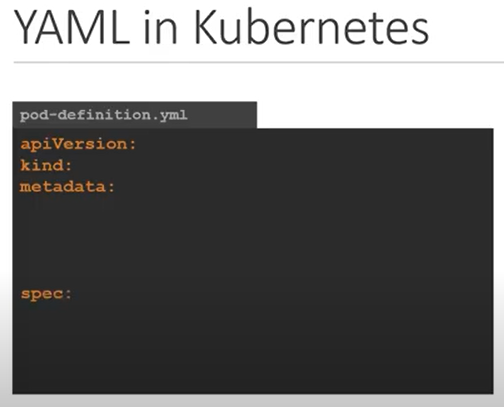 YAML in Kubernetes
pod-definition.yml
apiVersion:
kind:
metadata:
spec: